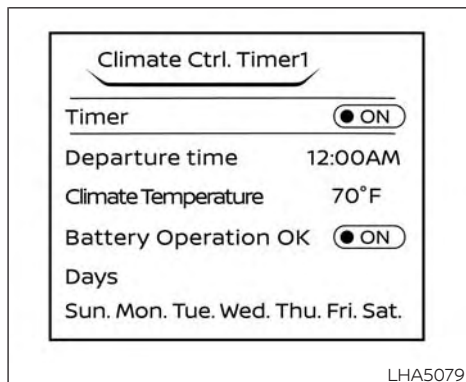 Climate Ctrl. Timer1
Timer ON
Departure time 12:00AM
Climate Temperature 70°F
Battery Operation OK ON
Days
Sun. Mon. Tue. Wed. Thu. Fri. Sat.
LHA5079